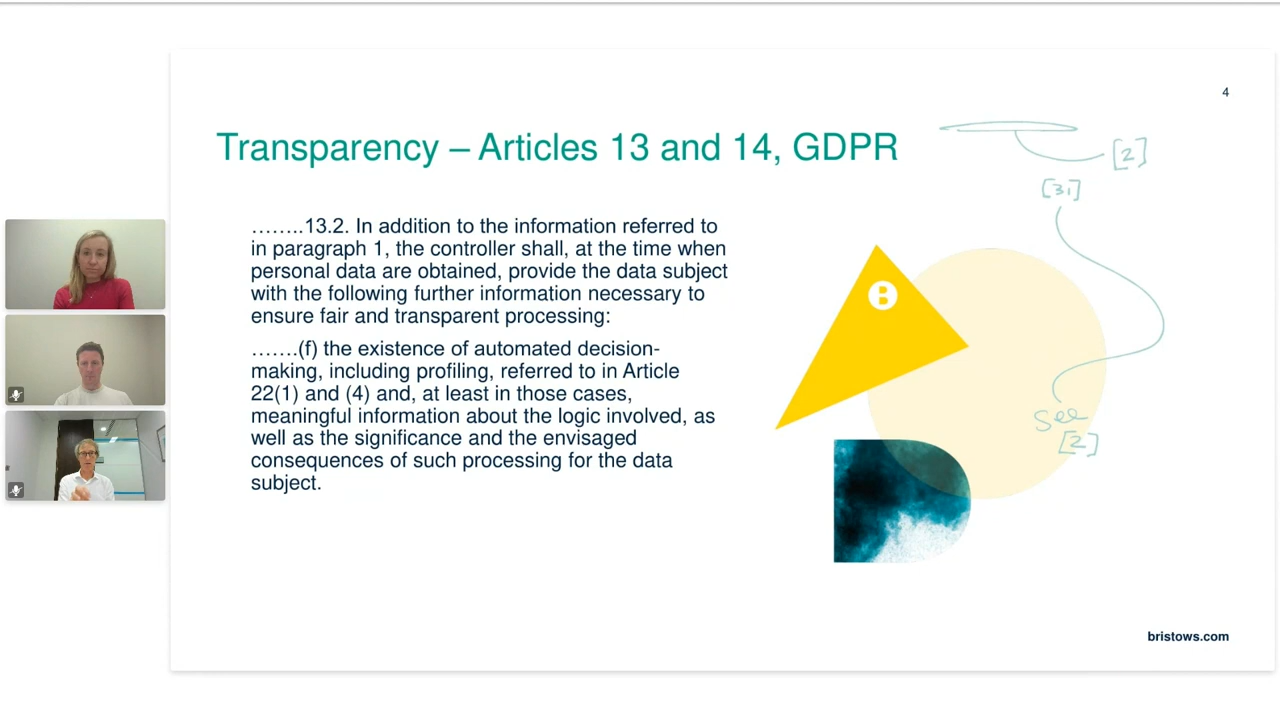 4
Transparency – Articles 13 and 14, GDPR
[2]
[31]
........13.2. In addition to the information referred to
in paragraph 1, the controller shall, at the time when
personal data are obtained, provide the data subject
with the following further information necessary to
ensure fair and transparent processing:
.......(f) the existence of automated decision-
making, including profiling, referred to in Article
22(1) and (4) and, at least in those cases,
meaningful information about the logic involved, as
well as the significance and the envisaged
consequences of such processing for the data
subject.
B
See
[2]
bristows.com